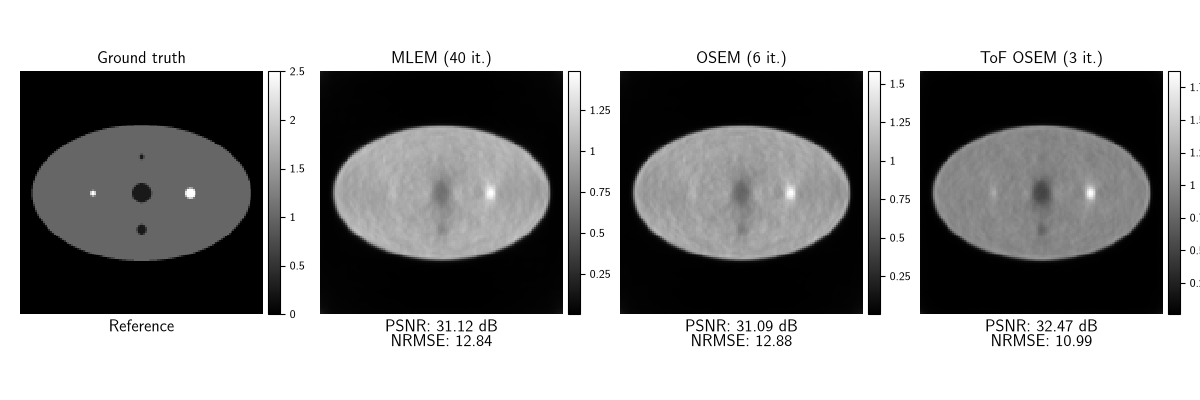 Ground truth
MLEM (40 it.)
OSEM (6 it.)
ToF OSEM (3 it.)
2.5
2
1.5
1
0.5
0
1.25
1
0.75
0.5
0.25
1.5
1.25
1
0.75
0.5
0.25
1
Reference
PSNR: 31.12 dB
NRMSE: 12.84
PSNR: 31.09 dB
NRMSE: 12.88
PSNR: 32.47 dB
NRMSE: 10.99